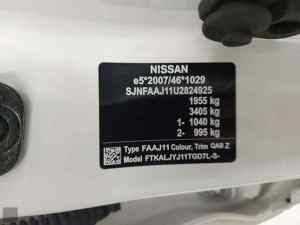 NISSAN
e5*2007/46*1029
SJNFAAJ11U2824925
1955 kg
3405 kg
1- 1040 kg
2- 995 kg
Type FAAJ11 Colour, Trim QAB Z
Model FTKALJYJ11TGD7L-S-